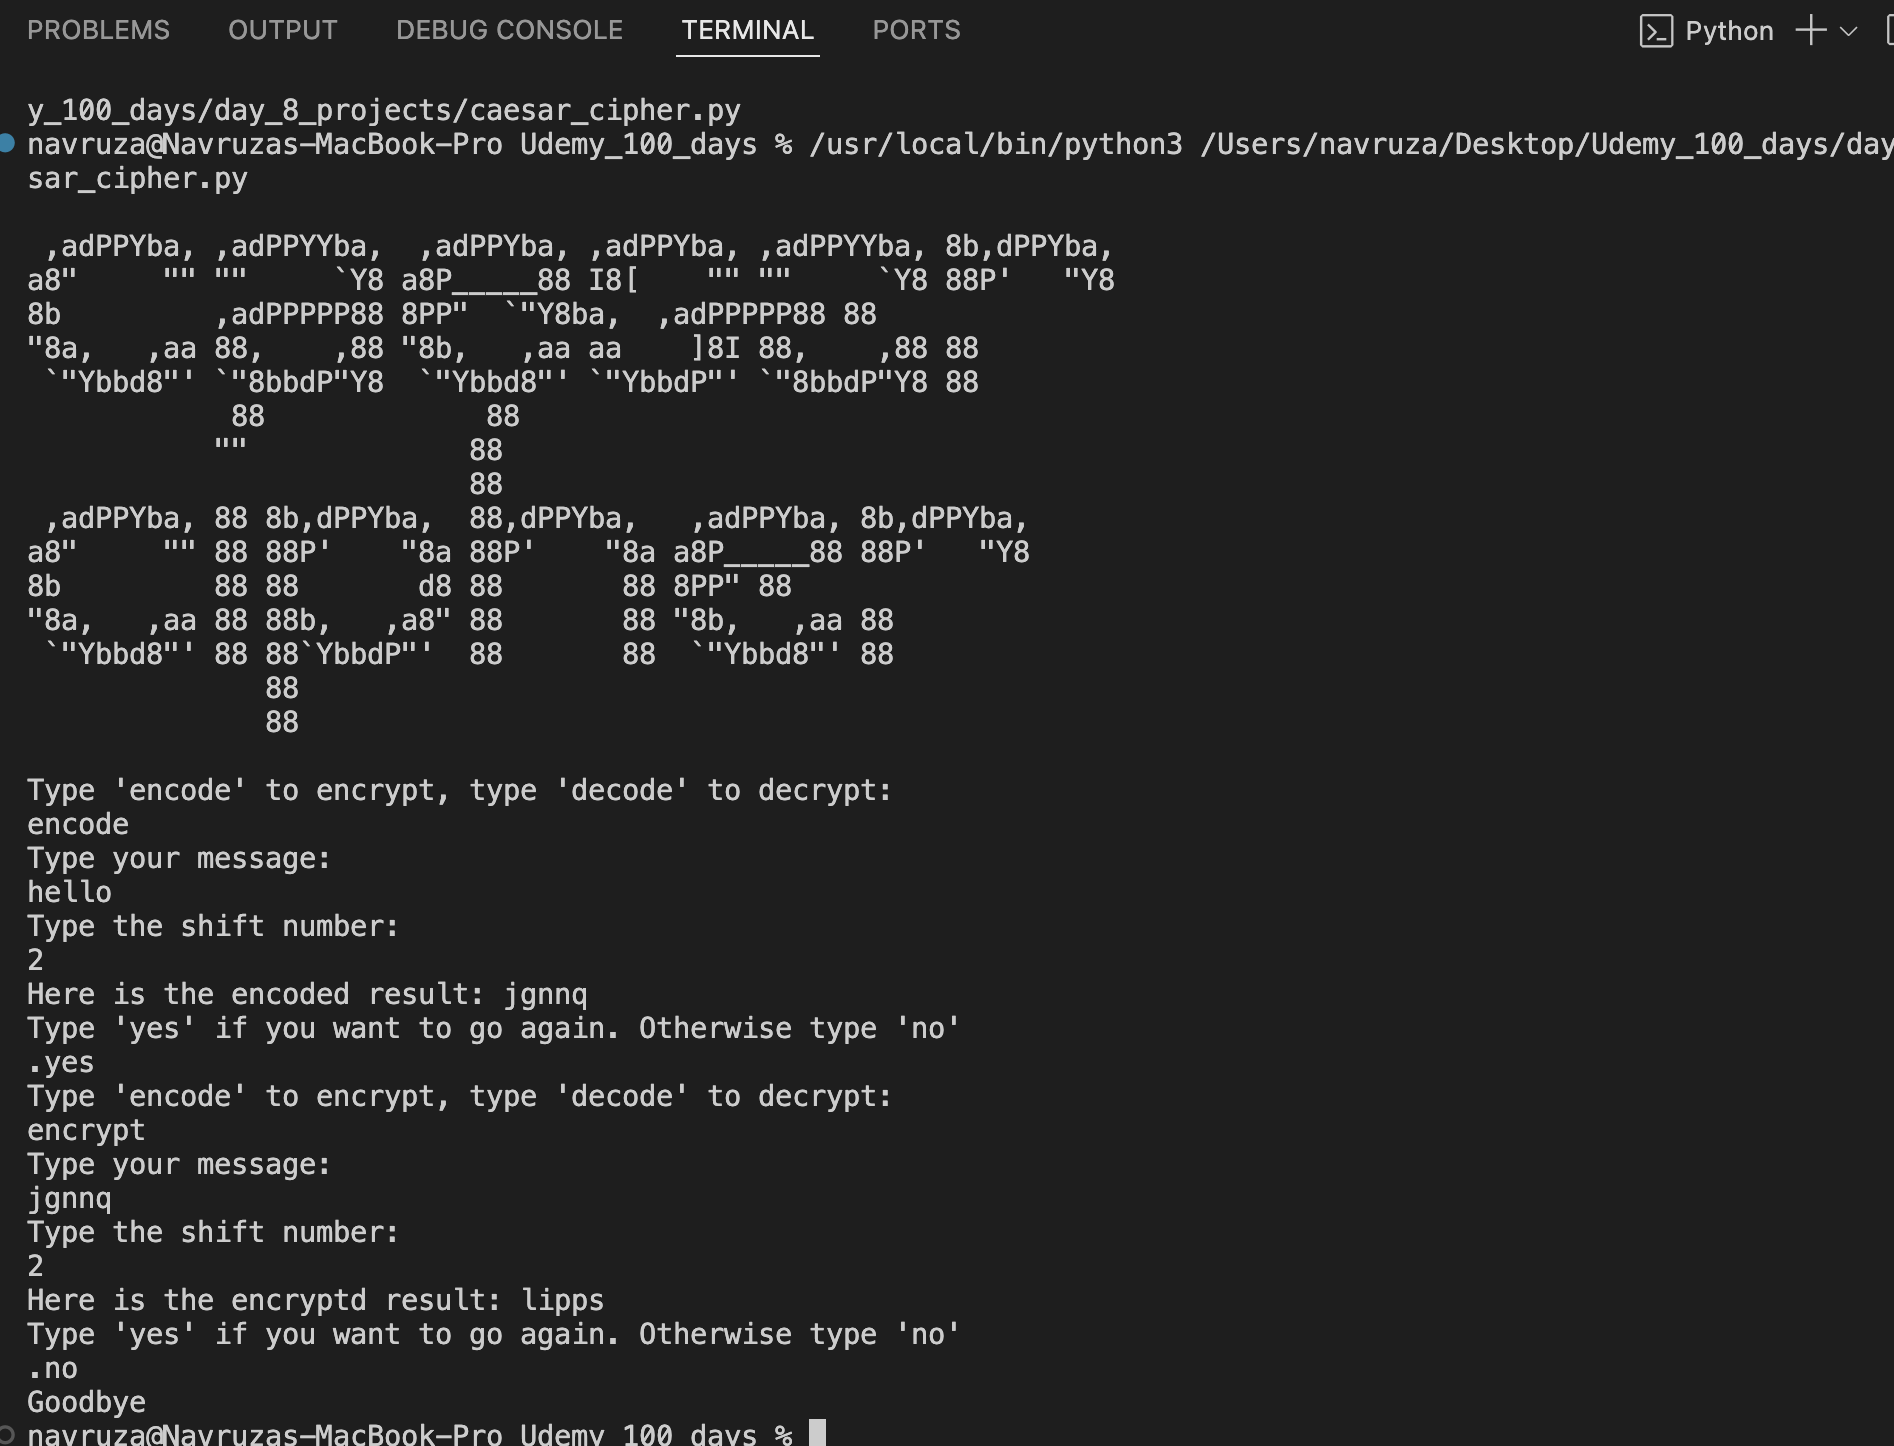 PROBLEMS OUTPUT DEBUG CONSOLE TERMINAL PORTS Python
y_100_days/day_8_projects/caesar_cipher.py
navruza@Navruzas-MacBook-Pro Udemy_100_days % /usr/local/bin/python3 /Users/navruza/Desktop/Udemy_100_days/day
sar_cipher.py
 ,adPPYba, ,adPPYYba,  ,adPPYba, ,adPPYba, ,adPPYYba, 8b,dPPYba,
a8"     "" ""     `Y8 a8P_____88 I8[    "" ""     `Y8 88P'   "Y8
8b         ,adPPPPP88 8PP"  `"Y8ba,  ,adPPPPP88 88
"8a,   ,aa 88,    ,88 "8b,   ,aa aa    ]8I 88,    ,88 88
 `"Ybbd8"' `"8bbdP"Y8  `"Ybbd8"' `"YbbdP"' `"8bbdP"Y8 88
            88             88
           ""             88
                          88
 ,adPPYba, 88 8b,dPPYba,  88,dPPYba,   ,adPPYba, 8b,dPPYba,
a8"     "" 88 88P'    "8a 88P'    "8a a8P_____88 88P'   "Y8
8b         88 88       d8 88       88 8PP" 88
"8a,   ,aa 88 88b,   ,a8" 88       88 "8b,   ,aa 88
 `"Ybbd8"' 88 88`YbbdP"'  88       88  `"Ybbd8"' 88
              88
              88
Type 'encode' to encrypt, type 'decode' to decrypt:
encode
Type your message:
hello
Type the shift number:
2
Here is the encoded result: jgnnq
Type 'yes' if you want to go again. Otherwise type 'no'
.yes
Type 'encode' to encrypt, type 'decode' to decrypt:
encrypt
Type your message:
jgnnq
Type the shift number:
2
Here is the encryptd result: lipps
Type 'yes' if you want to go again. Otherwise type 'no'
.no
Goodbye
navruza@Navruzas-MacBook-Pro Udemy_100_days %